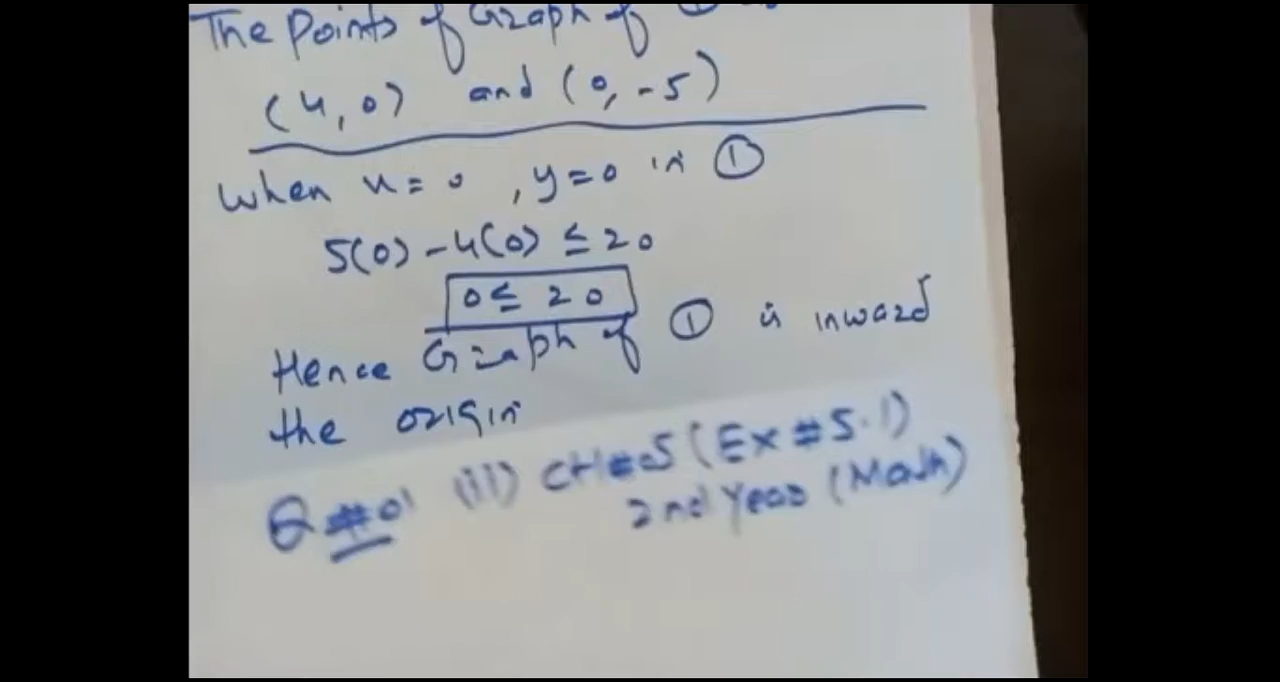 The Points of Graph of ①
(4,0) and (0,-5)
When x=0, y=0 in ①
5(0)-4(0) ≤ 20
0 ≤ 20
Hence Graph of ① is inward
the origin
Q#01 (ii) CH#05 (Ex #5.1)
2nd Year (Math)